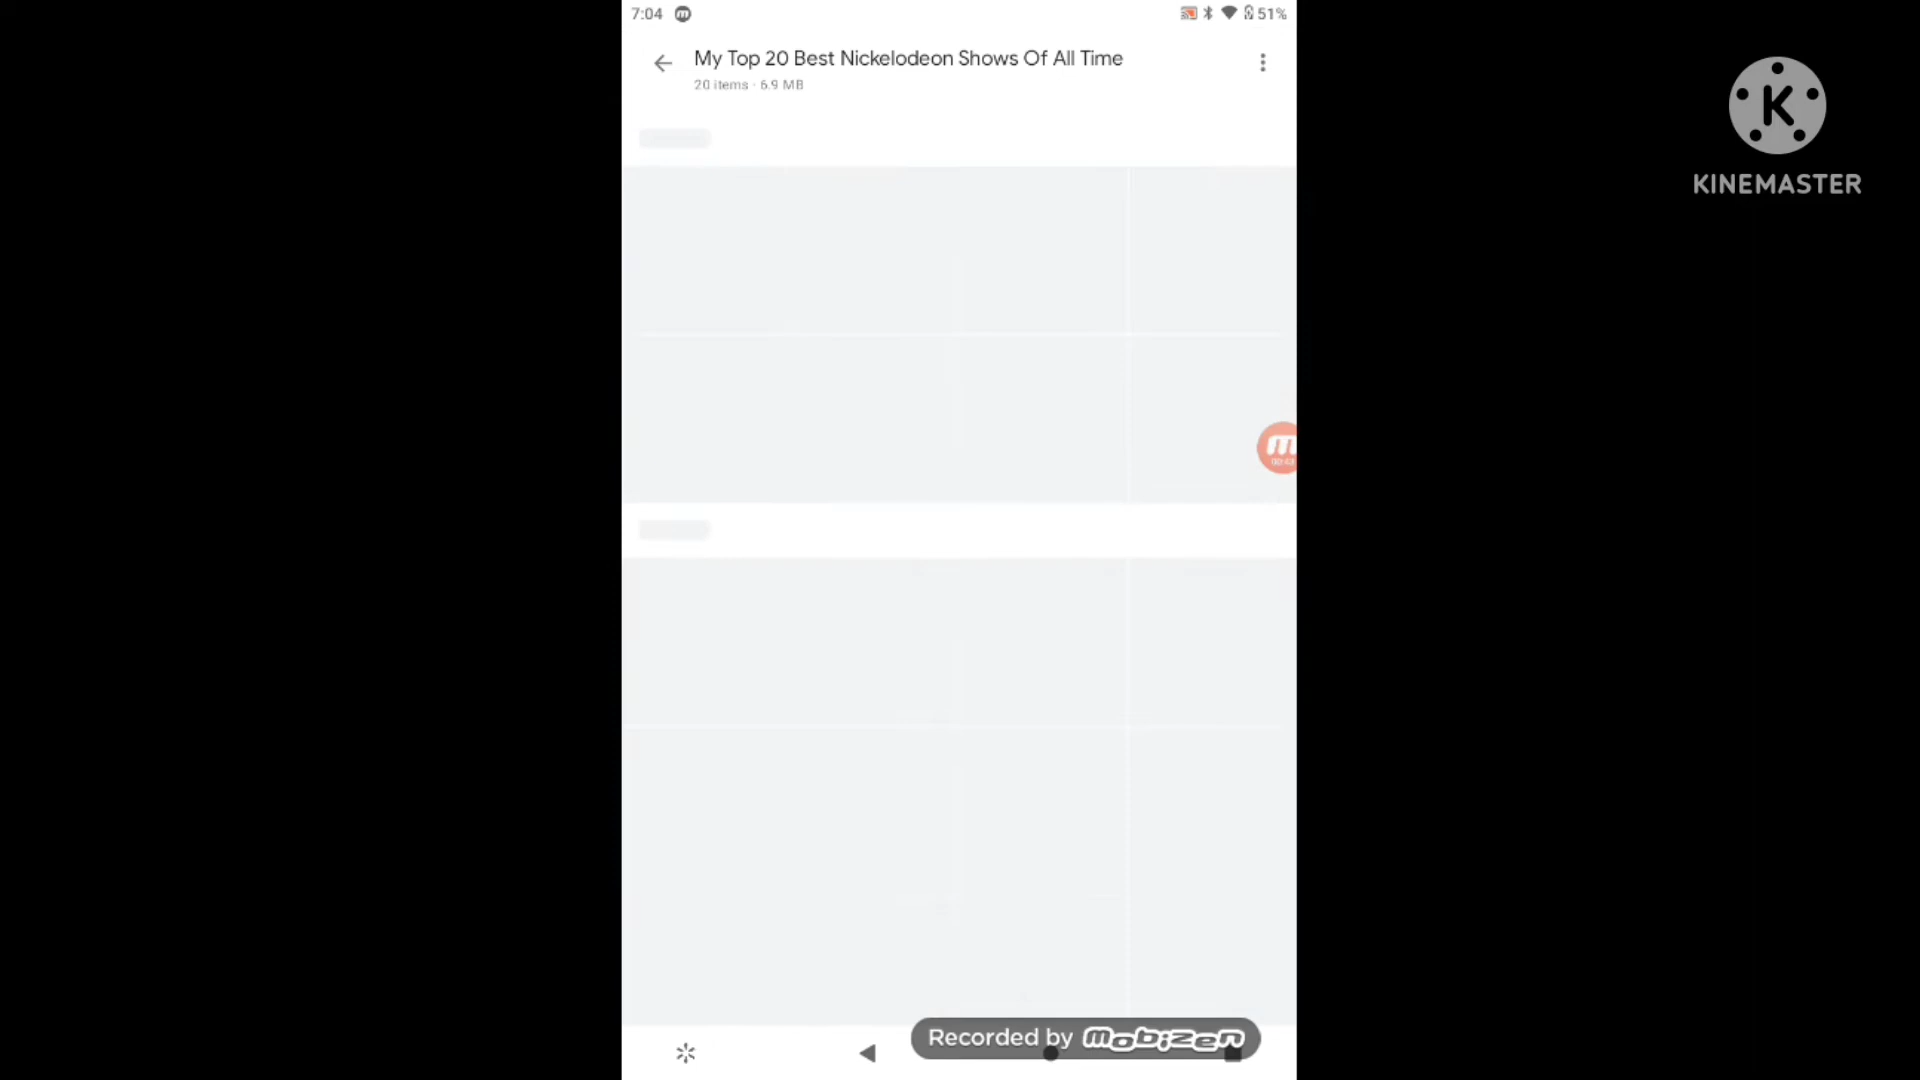 7:04
51%
My Top 20 Best Nickelodeon Shows Of All Time
20 items · 6.9 MB
K
KINEMASTER
m
Recorded by mobizen